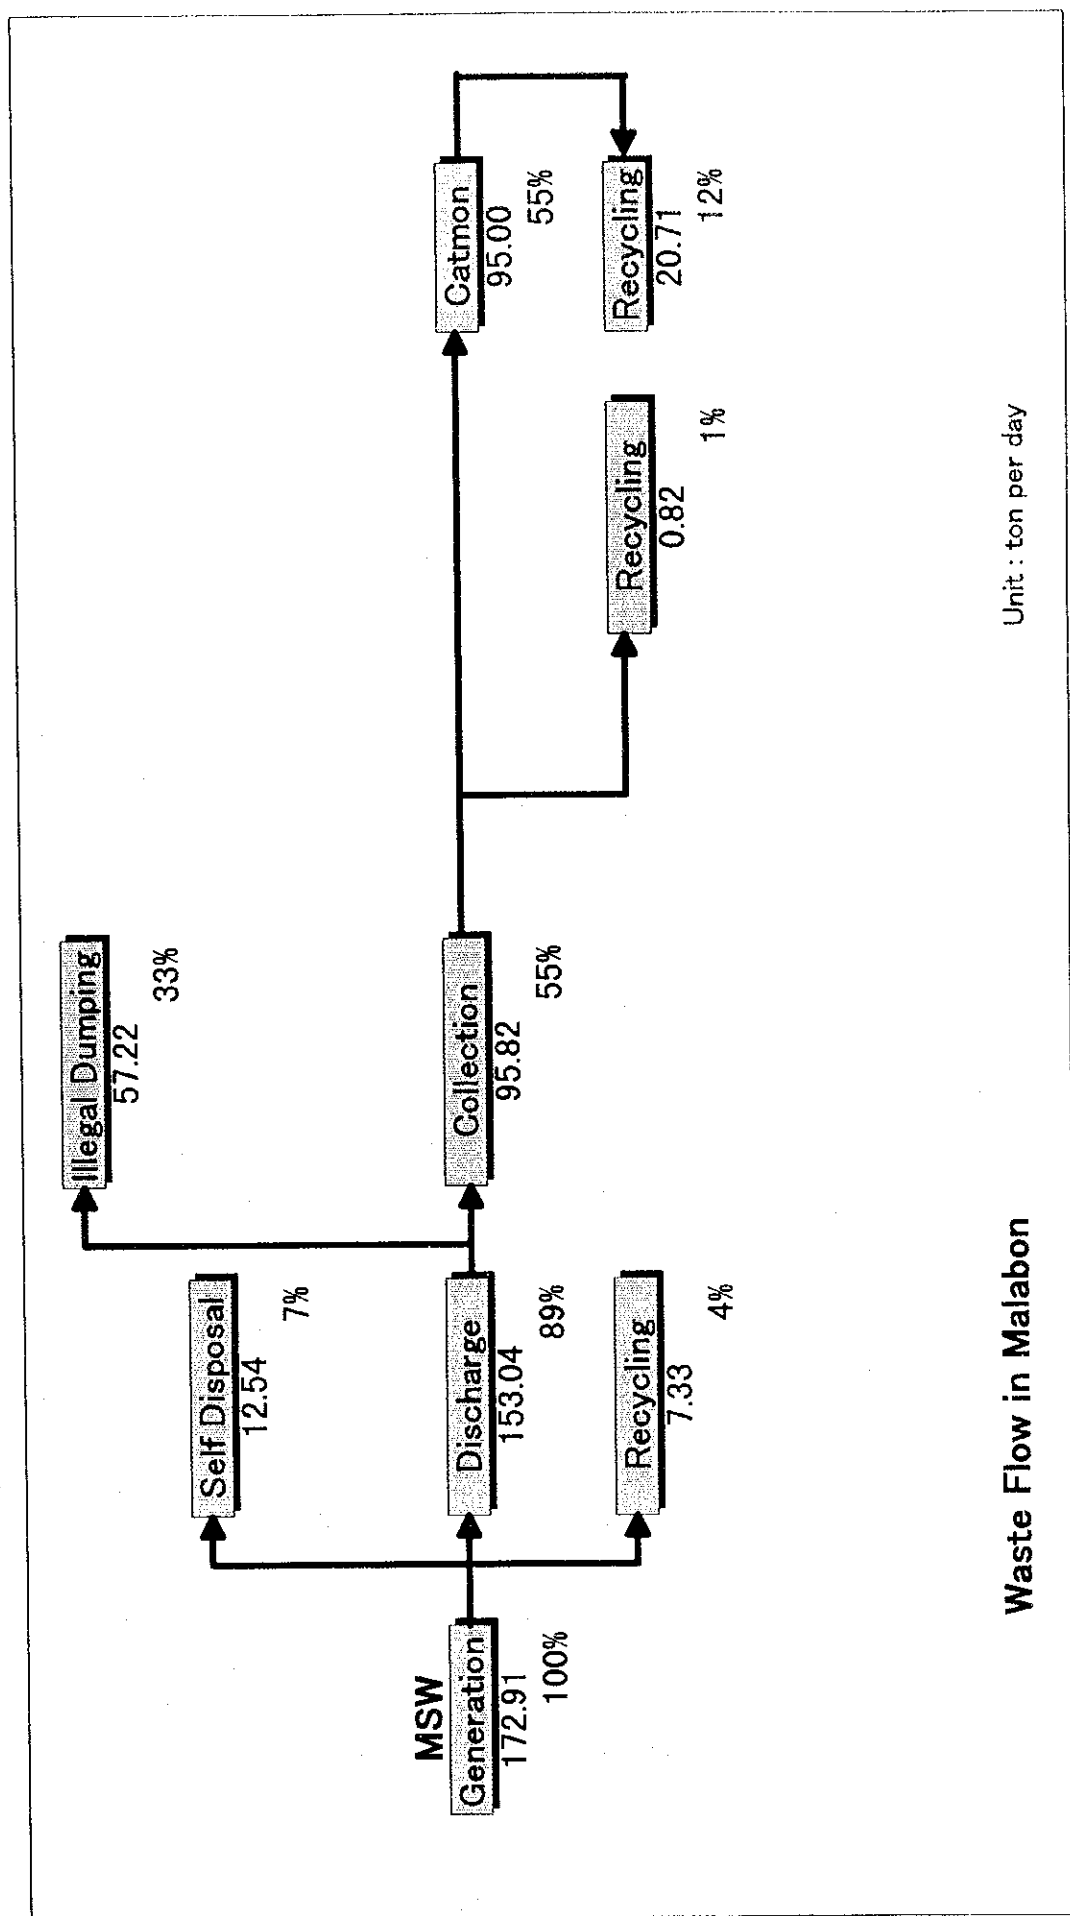 MSW
Generation
172.91
100%
Self Disposal
12.54
7%
Discharge
153.04
89%
Recycling
7.33
4%
Illegal Dumping
57.22
33%
Collection
95.82
55%
Recycling
0.82
1%
Catmon
95.00
55%
Recycling
20.71
12%
Waste Flow in Malabon
Unit : ton per day